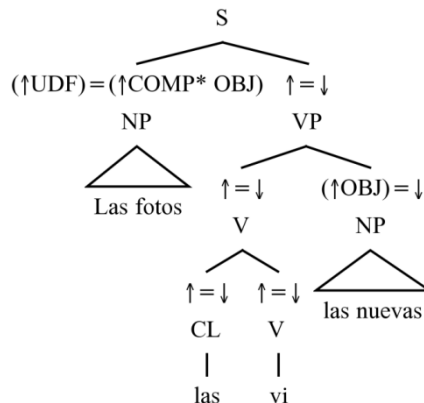 S
(↑UDF) = (↑COMP* OBJ) ↑=↓
NP VP
Las fotos
↑=↓ (↑OBJ) =↓
V NP
↑=↓ ↑=↓
las nuevas
CL V
las vi